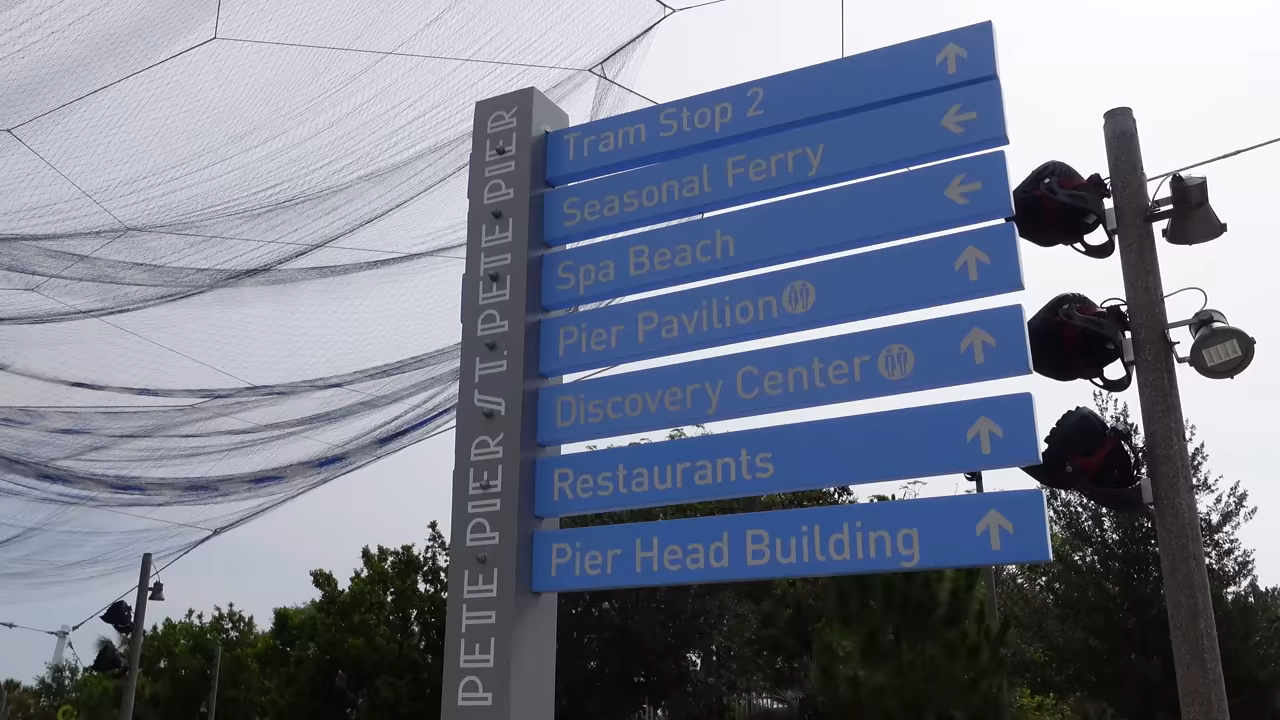 PETE PIER ST. PETE PIER
Tram Stop 2
Seasonal Ferry
Spa Beach
Pier Pavilion
Discovery Center
Restaurants
Pier Head Building